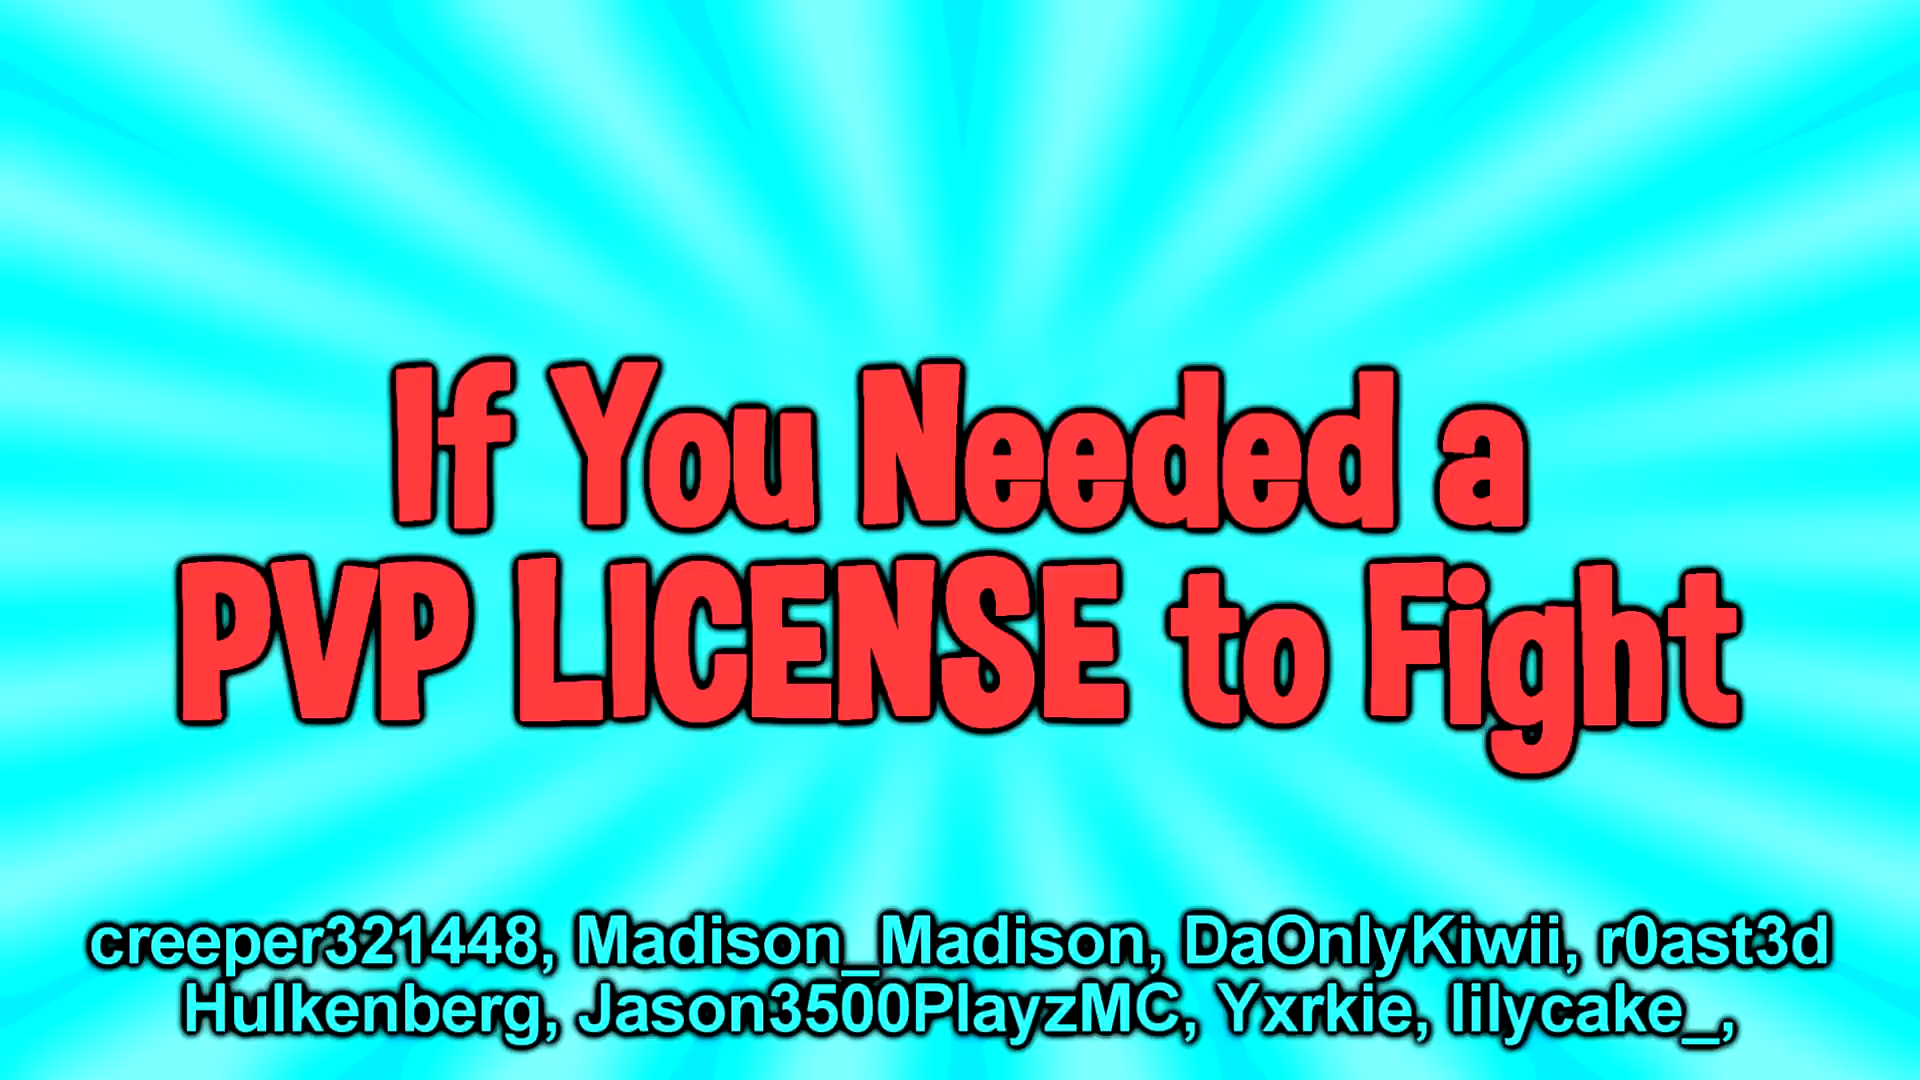 If You Needed a
PVP LICENSE to Fight
creeper321448, Madison_Madison, DaOnlyKiwii, r0ast3d
Hulkenberg, Jason3500PlayzMC, Yxrkie, lilycake_,